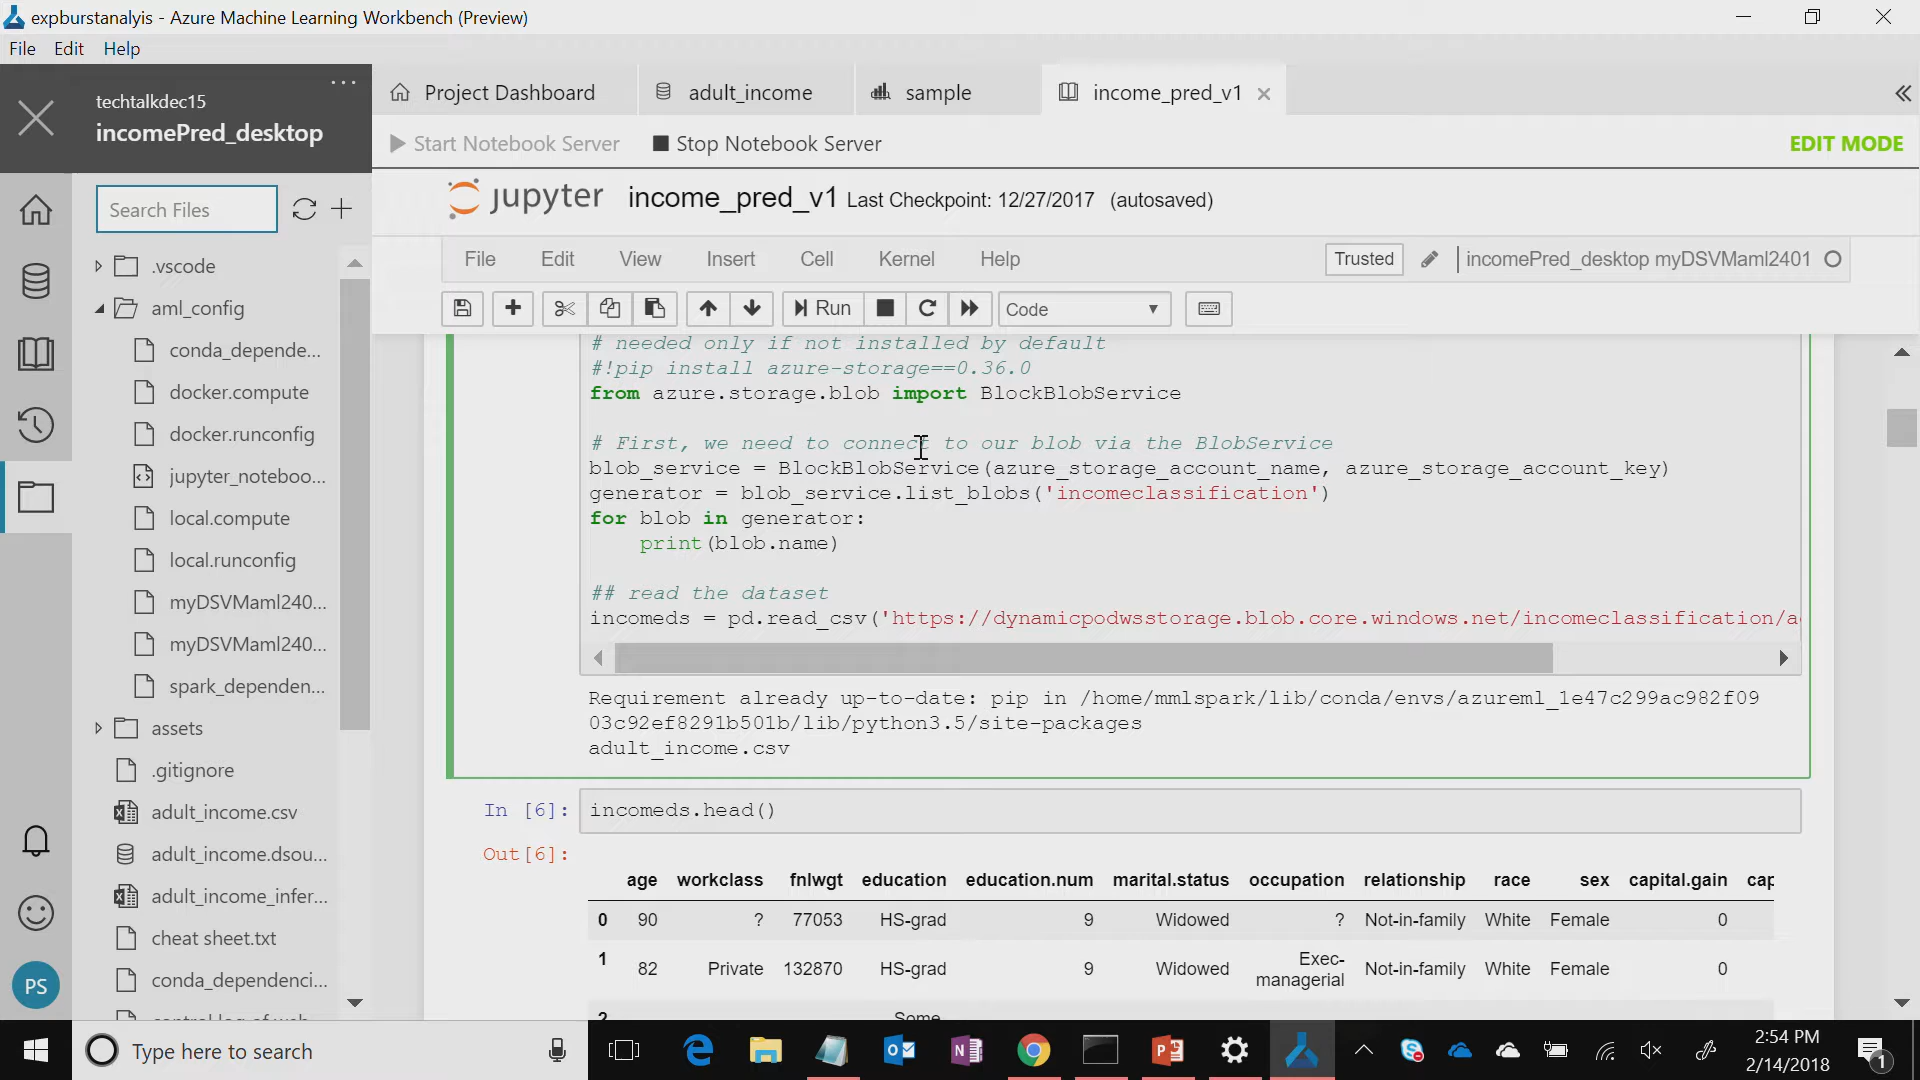 expburstanalyis - Azure Machine Learning Workbench (Preview)
File Edit Help
techtalkdec15
incomePred_desktop
Project Dashboard
adult_income
sample
income_pred_v1
Start Notebook Server
Stop Notebook Server
EDIT MODE
Search Files
.vscode
aml_config
conda_depende...
docker.compute
docker.runconfig
jupyter_noteboo...
local.compute
local.runconfig
myDSVMaml240...
myDSVMaml240...
spark_dependen...
assets
.gitignore
adult_income.csv
adult_income.dsou...
adult_income_infer...
cheat sheet.txt
conda_dependenci...
PS
jupyter income_pred_v1 Last Checkpoint: 12/27/2017 (autosaved)
File Edit View Insert Cell Kernel Help
Trusted
incomePred_desktop myDSVMaml2401
Run
Code
# needed only if not installed by default
#!pip install azure-storage==0.36.0
from azure.storage.blob import BlockBlobService
# First, we need to connect to our blob via the BlobService
blob_service = BlockBlobService(azure_storage_account_name, azure_storage_account_key)
generator = blob_service.list_blobs('incomeclassification')
for blob in generator:
print(blob.name)
## read the dataset
incomeds = pd.read_csv('https://dynamicpodwsstorage.blob.core.windows.net/incomeclassification/a
Requirement already up-to-date: pip in /home/mmlspark/lib/conda/envs/azureml_1e47c299ac982f09
03c92ef8291b501b/lib/python3.5/site-packages
adult_income.csv
In [6]: incomeds.head()
Out[6]:
age workclass fnlwgt education education.num marital.status occupation relationship race sex capital.gain cap
0 90 ? 77053 HS-grad 9 Widowed ? Not-in-family White Female 0
1 82 Private 132870 HS-grad 9 Widowed Exec-managerial Not-in-family White Female 0
2 Some
Type here to search
2:54 PM
2/14/2018
1